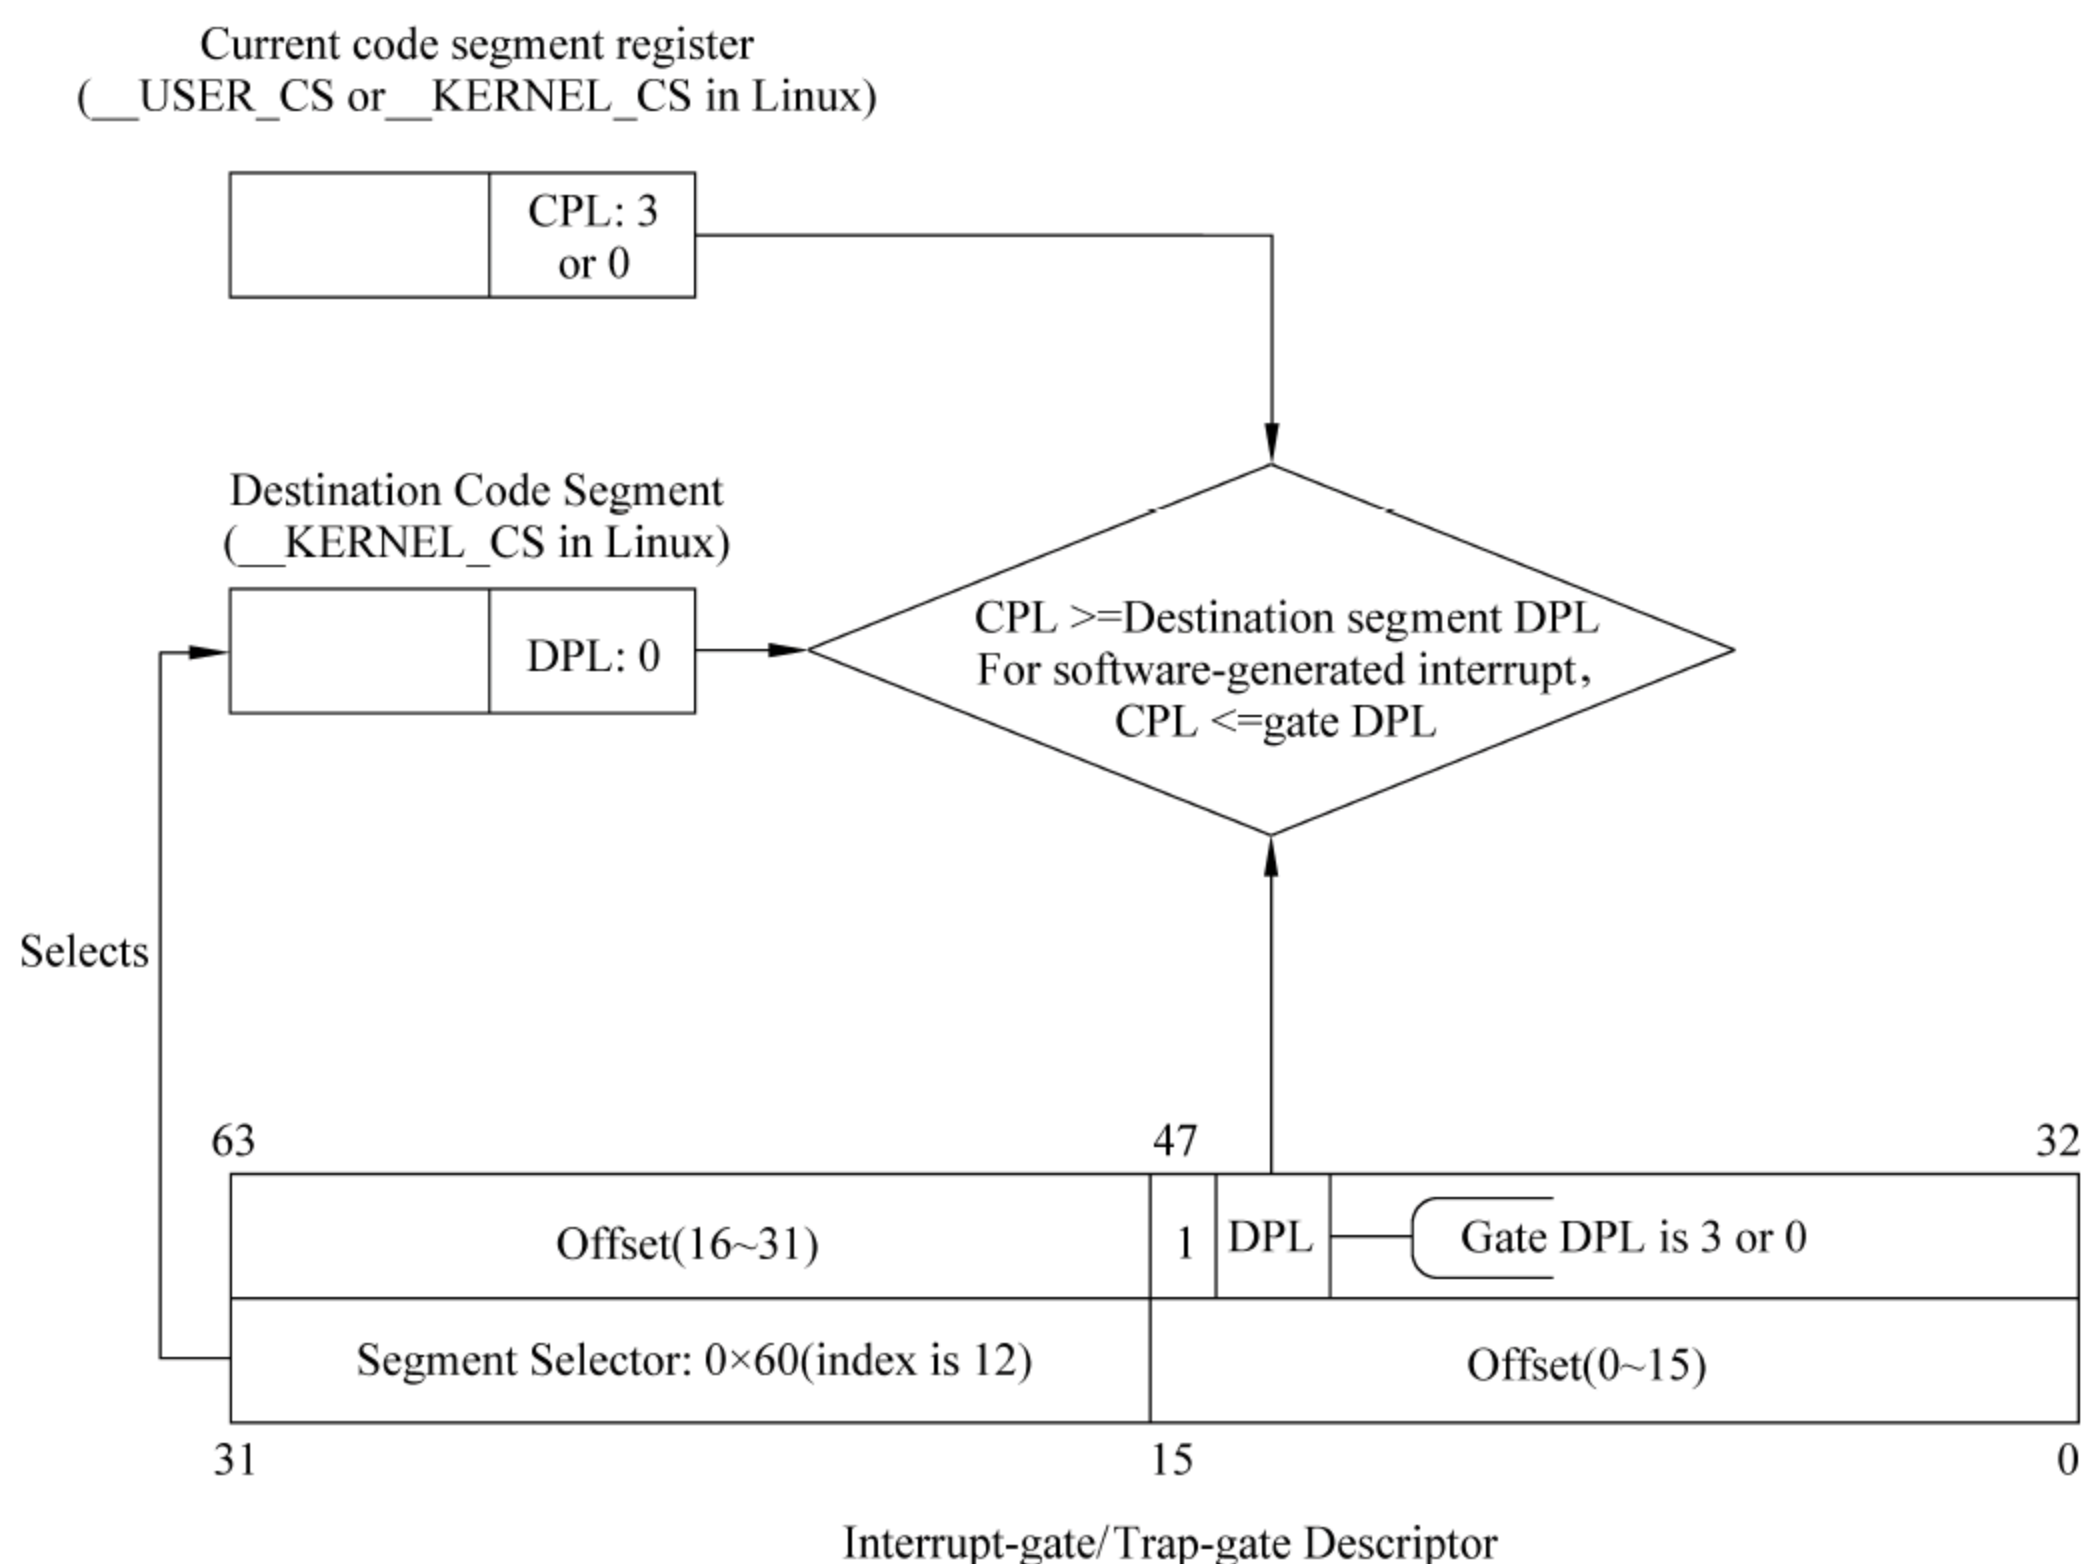 Current code segment register
(__USER_CS or__KERNEL_CS in Linux)
CPL: 3
or 0
Destination Code Segment
(__KERNEL_CS in Linux)
DPL: 0
CPL >=Destination segment DPL
For software-generated interrupt,
CPL <=gate DPL
Selects
63 47 32
Offset(16~31) 1 DPL Gate DPL is 3 or 0
Segment Selector: 0×60(index is 12) Offset(0~15)
31 15 0
Interrupt-gate/Trap-gate Descriptor